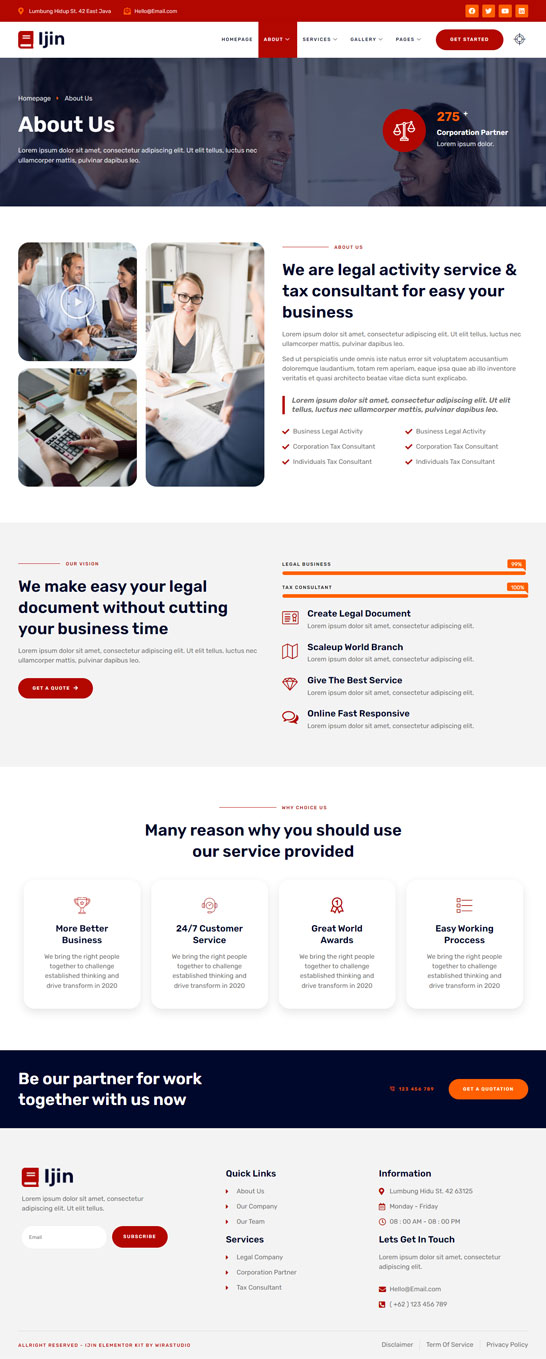 Lumbung Hidup St. 42 East Java
Hello@Email.com
Ijin
HOMEPAGE ABOUT SERVICES GALLERY PAGES
GET STARTED
Homepage About Us
About Us
Lorem ipsum dolor sit amet, consectetur adipiscing elit. Ut elit tellus, luctus nec
ullamcorper mattis, pulvinar dapibus leo.
275 +
Corporation Partner
Lorem ipsum dolor.
ABOUT US
We are legal activity service &
tax consultant for easy your
business
Lorem ipsum dolor sit amet, consectetur adipiscing elit. Ut elit tellus, luctus nec
ullamcorper mattis, pulvinar dapibus leo.
Sed ut perspiciatis unde omnis iste natus error sit voluptatem accusantium
doloremque laudantium, totam rem aperiam, eaque ipsa quae ab illo inventore
veritatis et quasi architecto beatae vitae dicta sunt explicabo.
Lorem ipsum dolor sit amet, consectetur adipiscing elit. Ut elit
tellus, luctus nec ullamcorper mattis, pulvinar dapibus leo.
Business Legal Activity
Business Legal Activity
Corporation Tax Consultant
Corporation Tax Consultant
Individuals Tax Consultant
Individuals Tax Consultant
OUR VISION
We make easy your legal
document without cutting
your business time
Lorem ipsum dolor sit amet, consectetur adipiscing elit. Ut elit tellus, luctus nec
ullamcorper mattis, pulvinar dapibus leo.
GET A QUOTE
LEGAL BUSINESS 99%
TAX CONSULTANT 100%
Create Legal Document
Lorem ipsum dolor sit amet, consectetur adipiscing elit.
Scaleup World Branch
Lorem ipsum dolor sit amet, consectetur adipiscing elit.
Give The Best Service
Lorem ipsum dolor sit amet, consectetur adipiscing elit.
Online Fast Responsive
Lorem ipsum dolor sit amet, consectetur adipiscing elit.
WHY CHOICE US
Many reason why you should use
our service provided
More Better
Business
We bring the right people
together to challenge
established thinking and
drive transform in 2020
24/7 Customer
Service
We bring the right people
together to challenge
established thinking and
drive transform in 2020
Great World
Awards
We bring the right people
together to challenge
established thinking and
drive transform in 2020
Easy Working
Proccess
We bring the right people
together to challenge
established thinking and
drive transform in 2020
Be our partner for work
together with us now
123 456 789
GET A QUOTATION
Ijin
Lorem ipsum dolor sit amet, consectetur
adipiscing elit. Ut elit tellus.
Email
SUBSCRIBE
Quick Links
About Us
Our Company
Our Team
Services
Legal Company
Corporation Partner
Tax Consultant
Information
Lumbung Hidu St. 42 63125
Monday - Friday
08 : 00 AM - 08 : 00 PM
Lets Get In Touch
Lorem ipsum dolor sit amet, consectetur
adipiscing elit.
Hello@Email.com
( +62 ) 123 456 789
ALLRIGHT RESERVED - IJIN ELEMENTOR KIT BY WIRASTUDIO
Disclaimer Term Of Service Privacy Policy